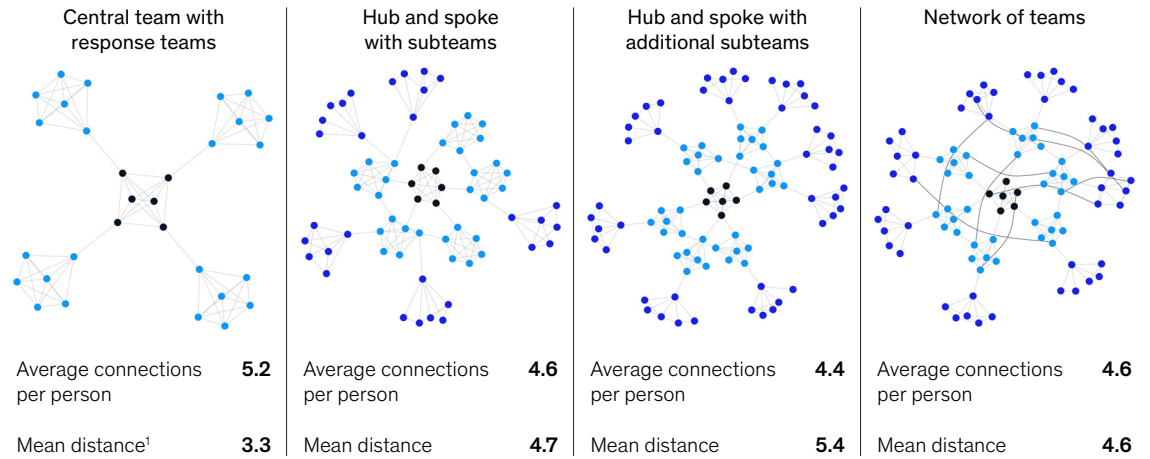 Central team with
response teams
Hub and spoke
with subteams
Hub and spoke with
additional subteams
Network of teams
Average connections
per person
5.2
Mean distance¹
3.3
Average connections
per person
4.6
Mean distance
4.7
Average connections
per person
4.4
Mean distance
5.4
Average connections
per person
4.6
Mean distance
4.6